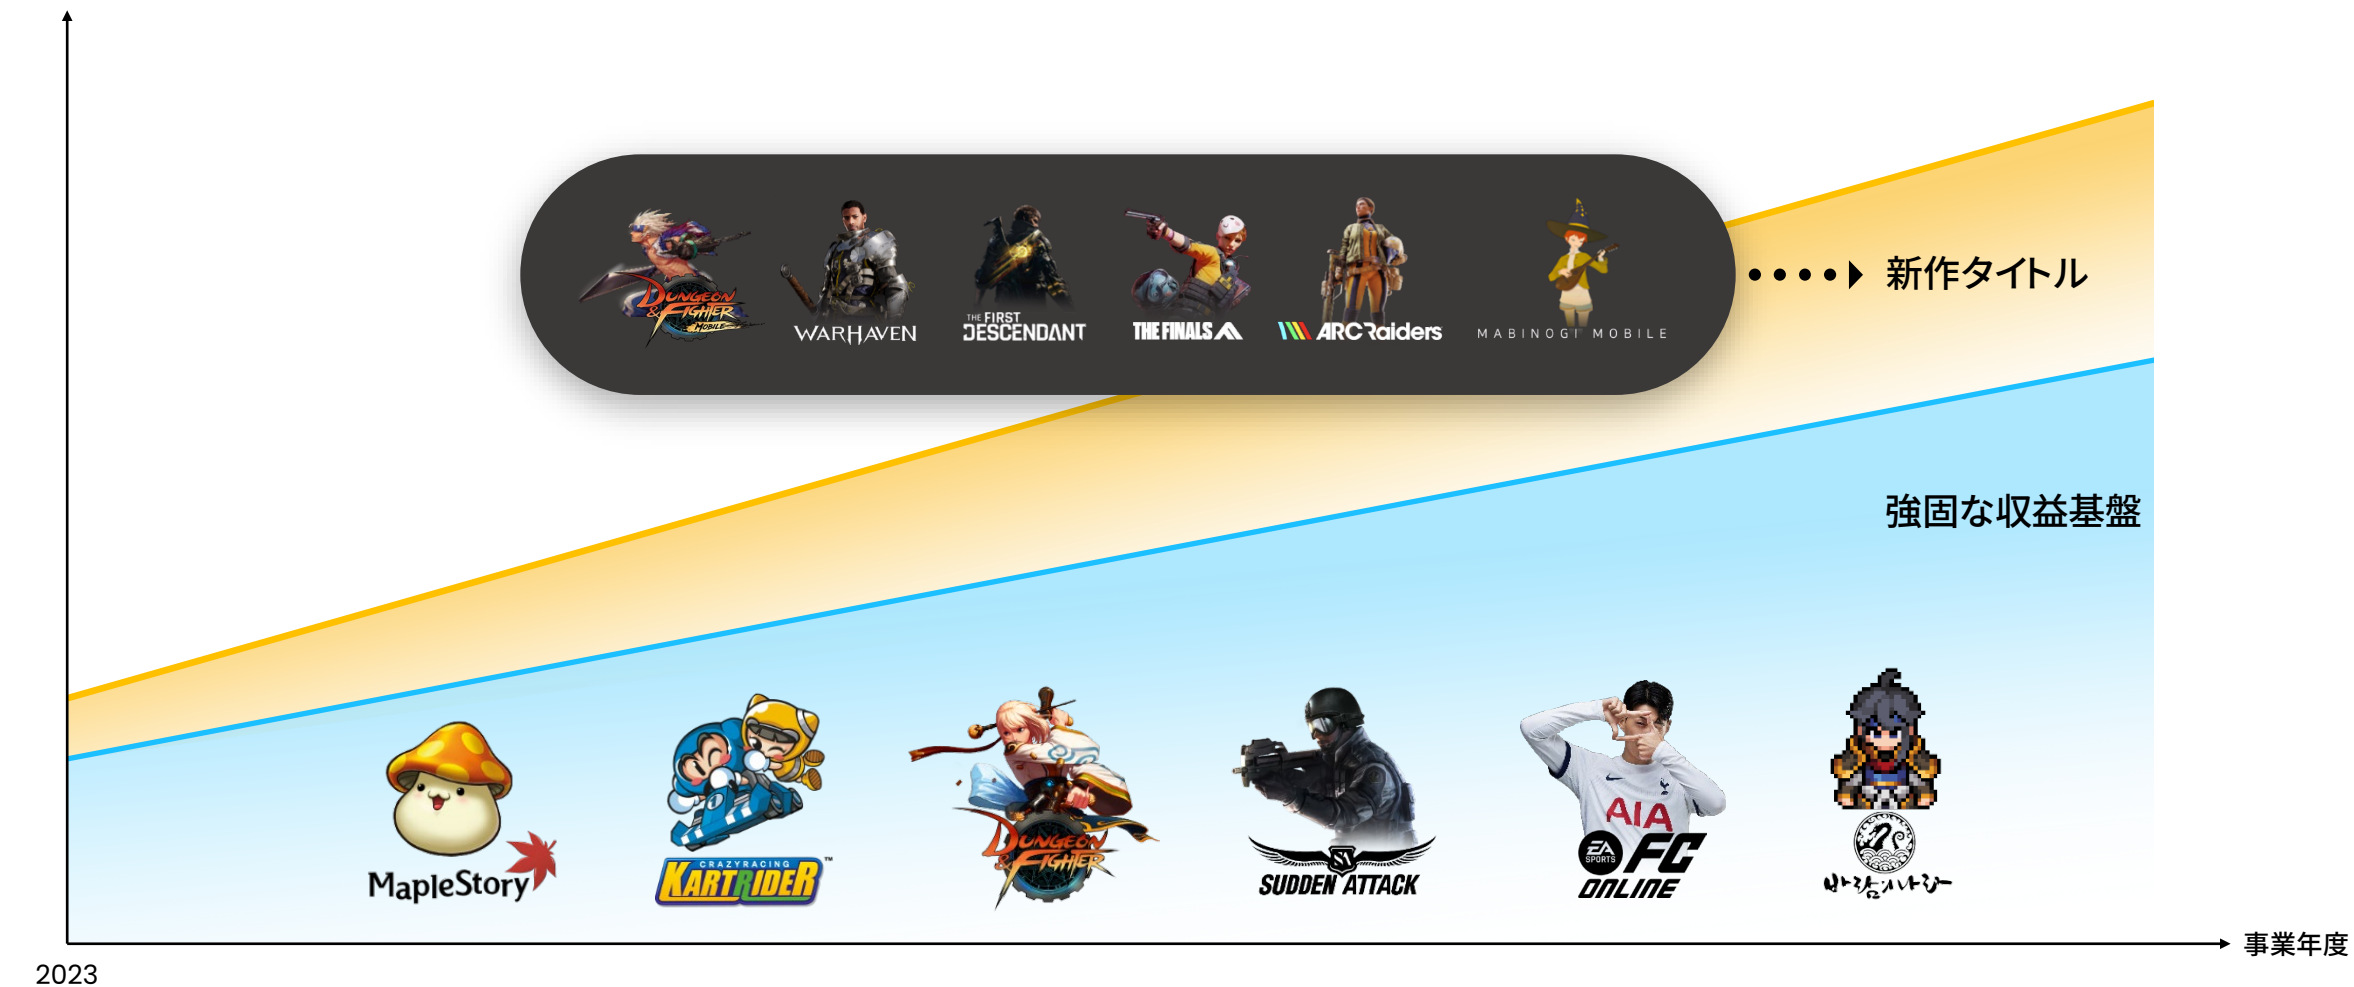 DUNGEON
& FIGHTER
MOBILE
WARHAVEN
THE FIRST
DESCENDANT
THE FINALS
ARC Raiders
MABINOGI MOBILE
新作タイトル
強固な収益基盤
MapleStory
CRAZYRACING
KARTRIDER™
DUNGEON
& FIGHTER
SA
SUDDEN ATTACK
AIA
EA
SPORTS
FC
ONLINE
바람의나라
事業年度
2023